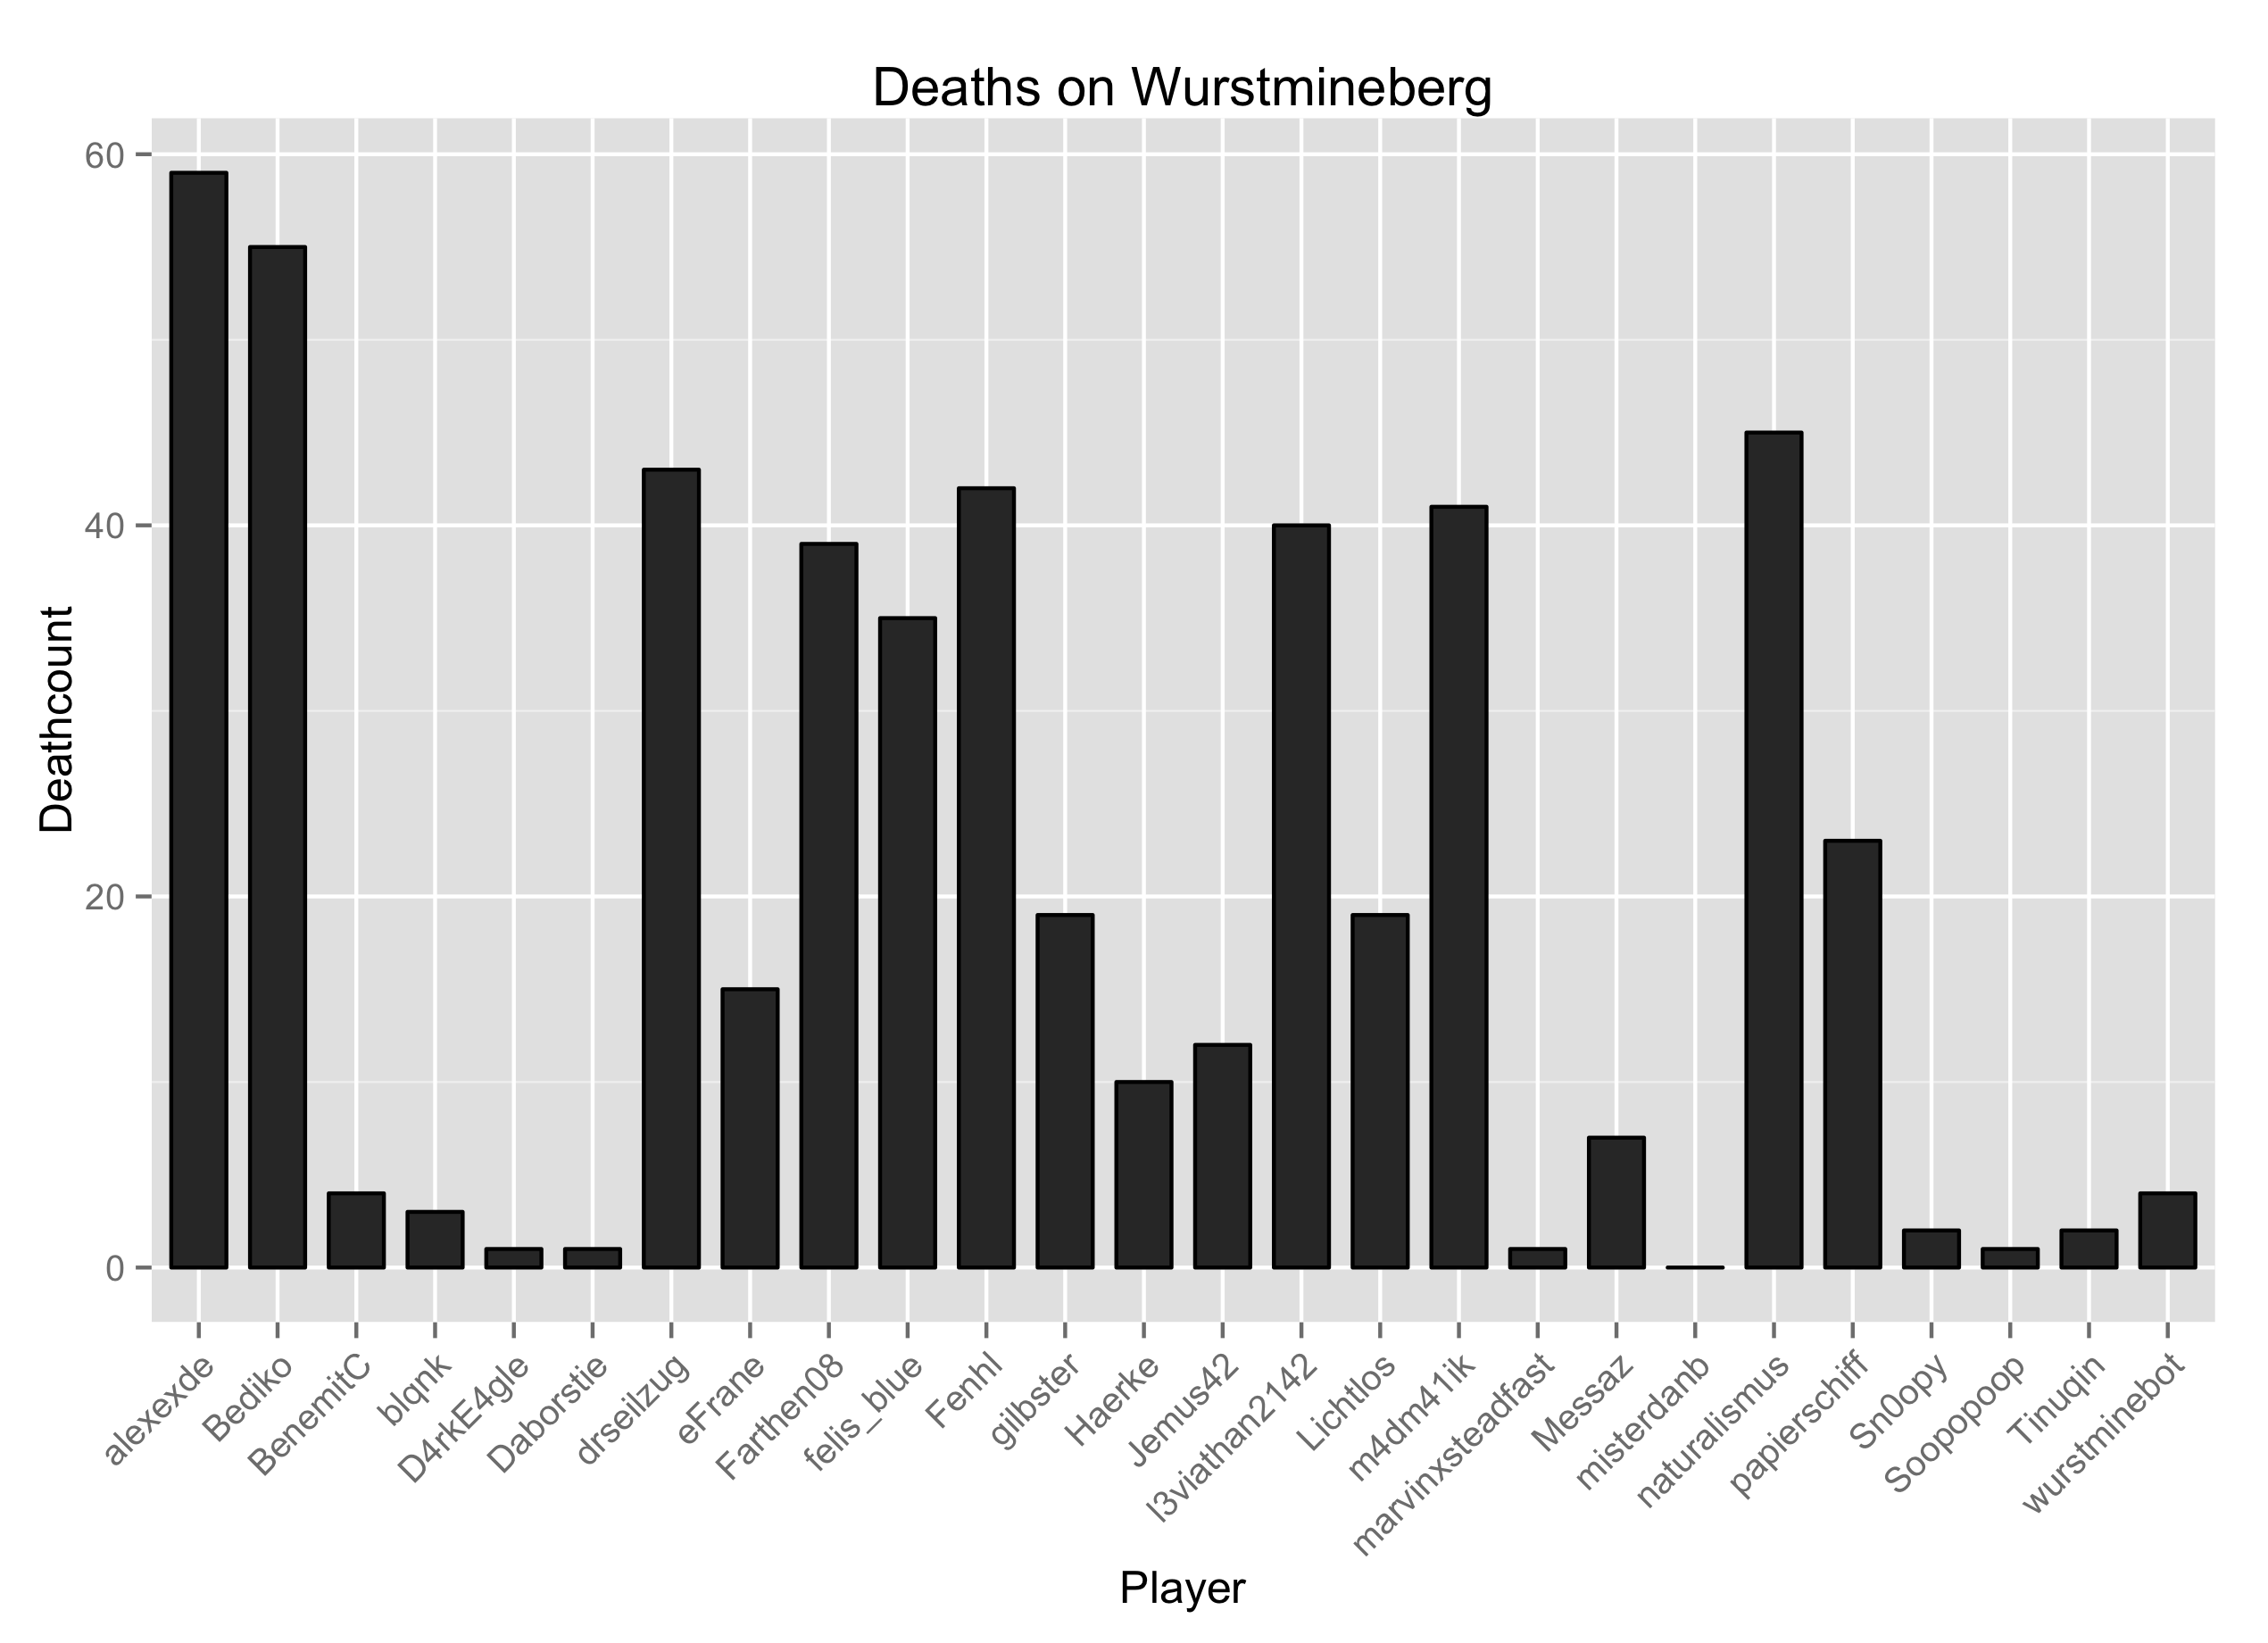 Deaths on Wurstmineberg
60
40
20
0
Deathcount
alexexde
Bediko
BenemitC
blqnk
D4rkE4gle
Daborstie
drseilzug
eFrane
Farthen08
felis_blue
Fenhl
gilbster
Haerke
Jemus42
l3viathan2142
Lichtlos
m4dm41ik
marvinxsteadfast
Messaz
misterdanb
naturalismus
papierschiff
Sn0opy
Soopopoop
Tinuqin
wurstminebot
Player